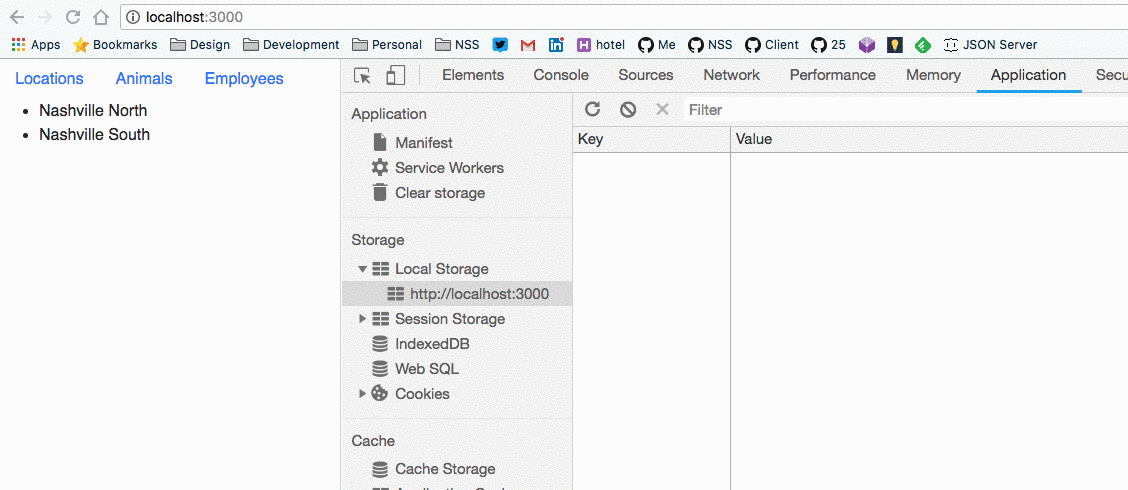 localhost:3000
Apps Bookmarks Design Development Personal NSS hotel Me NSS Client 25 JSON Server
Locations Animals Employees
Nashville North
Nashville South
Elements Console Sources Network Performance Memory Application Secu
Application
Manifest
Service Workers
Clear storage
Storage
Local Storage
http://localhost:3000
Session Storage
IndexedDB
Web SQL
Cookies
Cache
Cache Storage
Filter
Key Value